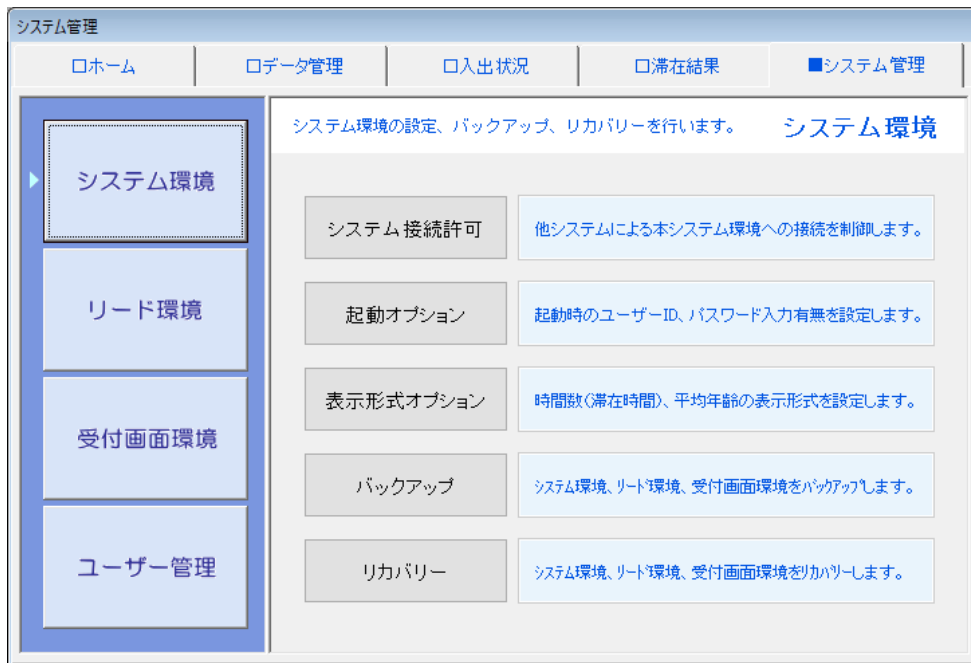 システム管理
□ホーム
□データ管理
□入出状況
□滞在結果
■システム管理
システム環境
リード環境
受付画面環境
ユーザー管理
システム環境の設定、バックアップ、リカバリーを行います。
システム環境
システム接続許可
他システムによる本システム環境への接続を制御します。
起動オプション
起動時のユーザーID、パスワード入力有無を設定します。
表示形式オプション
時間数(滞在時間)、平均年齢の表示形式を設定します。
バックアップ
システム環境、リード環境、受付画面環境をバックアップします。
リカバリー
システム環境、リード環境、受付画面環境をリカバリーします。